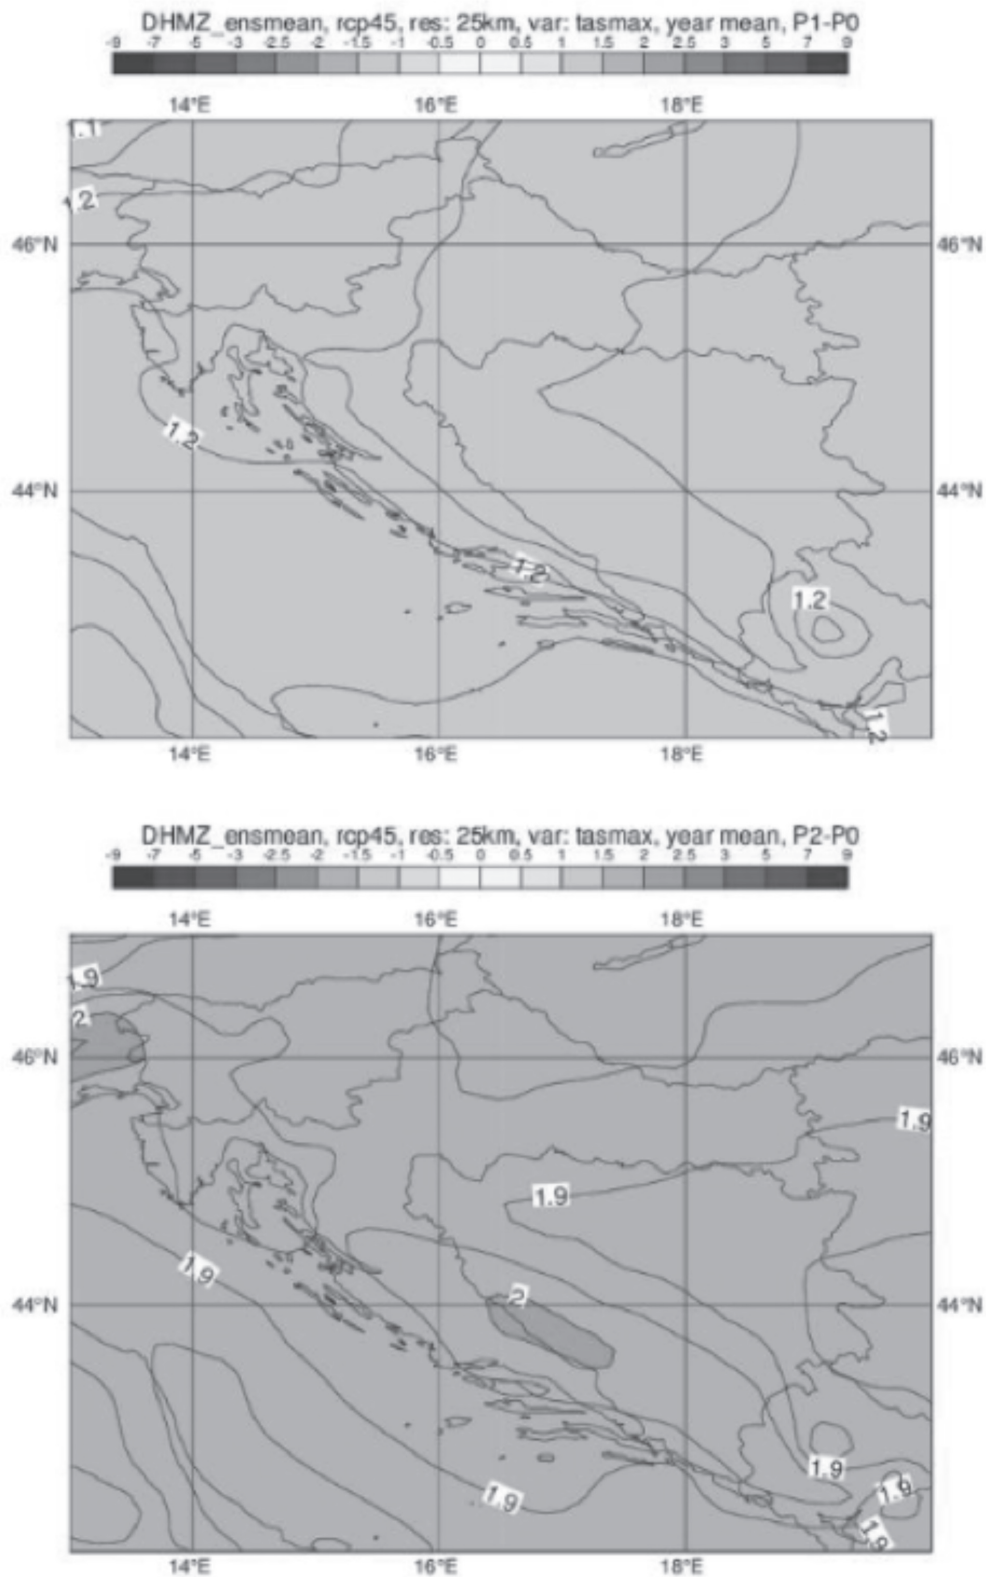 DHMZ_ensmean, rcp45, res: 25km, var: tasmax, year mean, P1-P0
-9 -7 -5 -3 -2.5 -2 -1.5 -1 -0.5 0 0.5 1 1.5 2 2.5 3 5 7 9
14°E 16°E 18°E
1.1
1.2
46°N 46°N
1.2
44°N 44°N
1.2
1.2
1.2
14°E 16°E 18°E
DHMZ_ensmean, rcp45, res: 25km, var: tasmax, year mean, P2-P0
-9 -7 -5 -3 -2.5 -2 -1.5 -1 -0.5 0 0.5 1 1.5 2 2.5 3 5 7 9
14°E 16°E 18°E
1.9
2
46°N 46°N
1.9
1.9
1.9
2
44°N 44°N
1.9
1.9
1.9
1.9
14°E 16°E 18°E